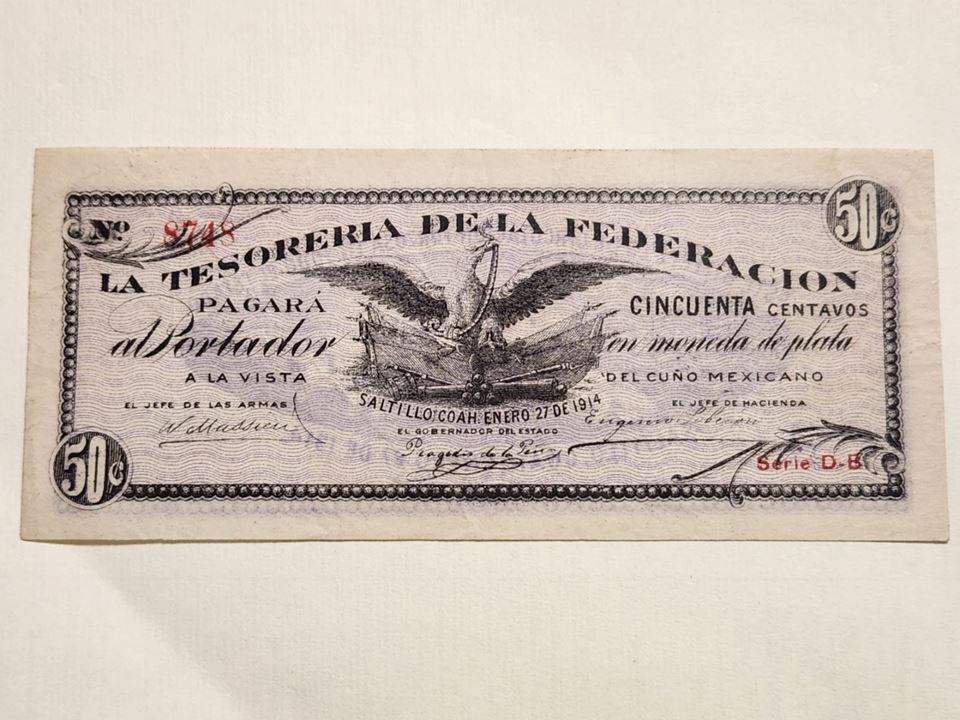 Nº 8748
50¢
LA TESORERIA DE LA FEDERACION
PAGARÁ
CINCUENTA CENTAVOS
al Portador
en moneda de plata
A LA VISTA
DEL CUÑO MEXICANO
SALTILLO COAH. ENERO 27 DE 1914
EL JEFE DE LAS ARMAS
EL JEFE DE HACIENDA
EL GOBERNADOR DEL ESTADO
50¢
Serie D-B